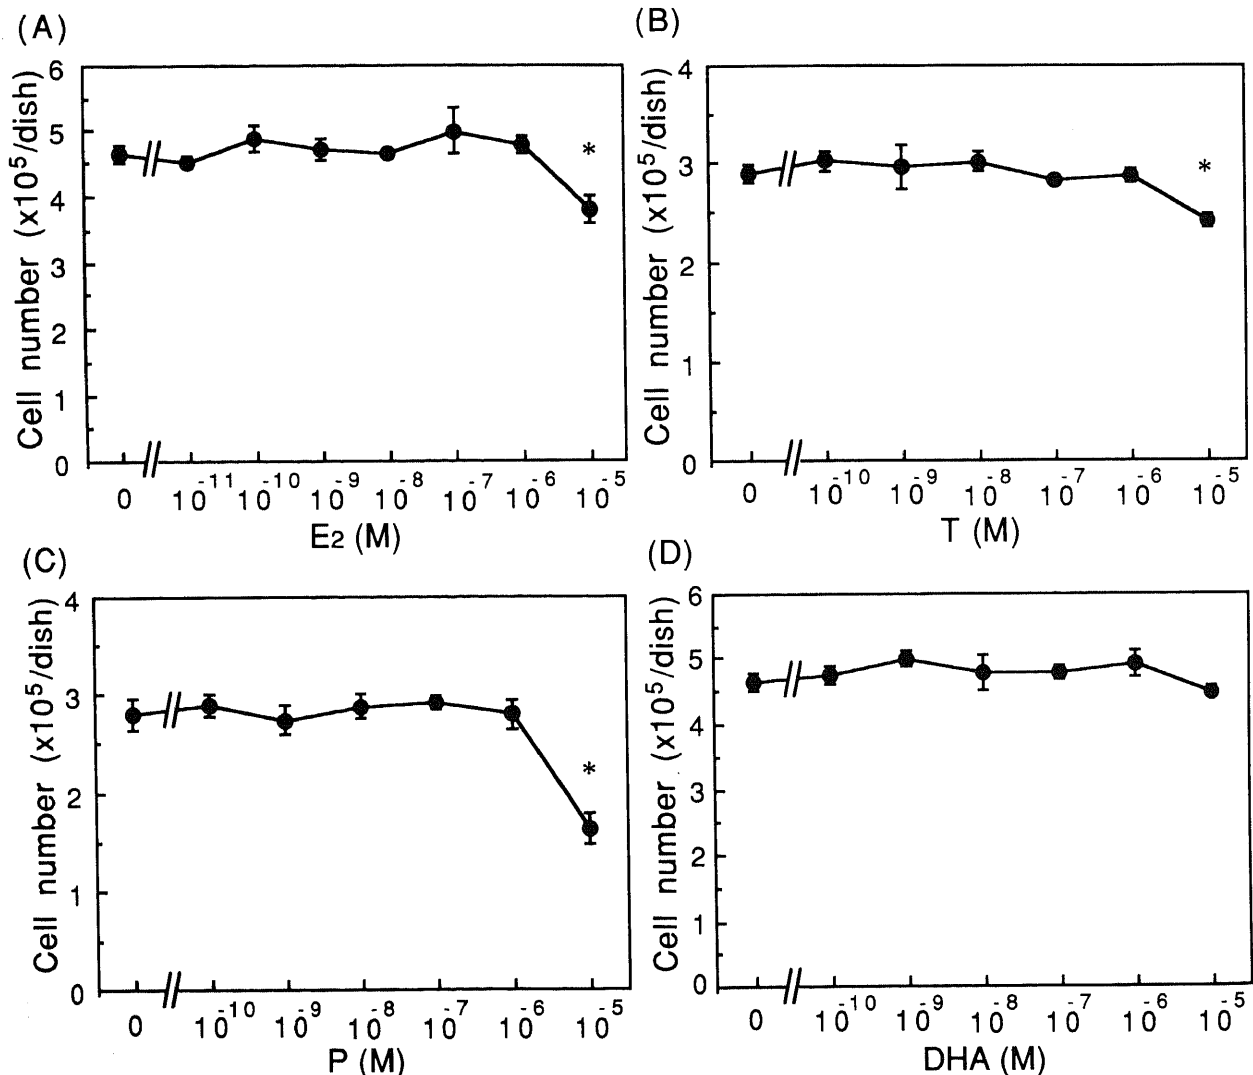 (A)
Cell number (x10⁵/dish)
6
5
4
3
2
1
0
*
0 10⁻¹¹ 10⁻¹⁰ 10⁻⁹ 10⁻⁸ 10⁻⁷ 10⁻⁶ 10⁻⁵
E2 (M)
(B)
Cell number (x10⁵/dish)
4
3
2
1
0
*
0 10⁻¹⁰ 10⁻⁹ 10⁻⁸ 10⁻⁷ 10⁻⁶ 10⁻⁵
T (M)
(C)
Cell number (x10⁵/dish)
4
3
2
1
0
*
0 10⁻¹⁰ 10⁻⁹ 10⁻⁸ 10⁻⁷ 10⁻⁶ 10⁻⁵
P (M)
(D)
Cell number (x10⁵/dish)
6
5
4
3
2
1
0
0 10⁻¹⁰ 10⁻⁹ 10⁻⁸ 10⁻⁷ 10⁻⁶ 10⁻⁵
DHA (M)